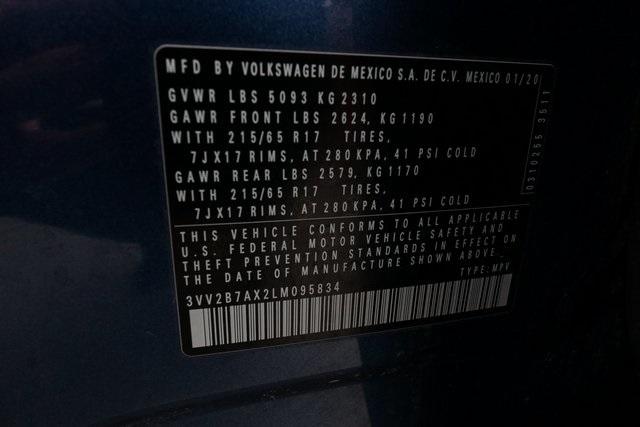 MFD BY VOLKSWAGEN DE MEXICO S.A. DE C.V. MEXICO 01/20
GVWR LBS 5093 KG 2310
GAWR FRONT LBS 2624, KG 1190
WITH 215/65 R17 TIRES,
7JX17 RIMS, AT 280 KPA, 41 PSI COLD
GAWR REAR LBS 2579, KG 1170
WITH 215/65 R17 TIRES,
7JX17 RIMS, AT 280 KPA, 41 PSI COLD
THIS VEHICLE CONFORMS TO ALL APPLICABLE
U.S. FEDERAL MOTOR VEHICLE SAFETY AND
THEFT PREVENTION STANDARDS IN EFFECT ON
THE DATE OF MANUFACTURE SHOWN ABOVE.
3VV2B7AX2LM095834 TYPE: MPV
0310255 3511